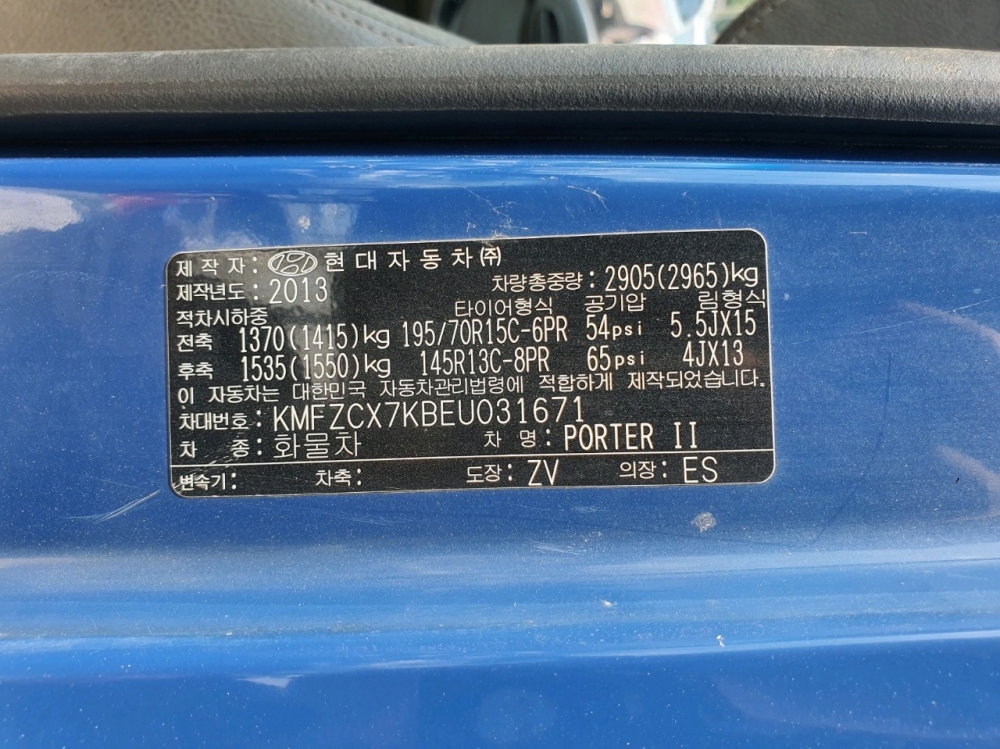 제 작 자 : 현 대 자 동 차 ㈜
제작년도 : 2013 차량총중량 : 2905(2965)kg
적차시하중 타이어형식 공기압 림형식
전축 1370(1415)kg 195/70R15C-6PR 54psi 5.5JX15
후축 1535(1550)kg 145R13C-8PR 65psi 4JX13
이 자동차는 대한민국 자동차관리법령에 적합하게 제작되었습니다.
차대번호 : KMFZCX7KBEU031671
차 종 : 화물차 차 명 : PORTER II
변속기 : 차축 : 도장 : ZV 의장 : ES